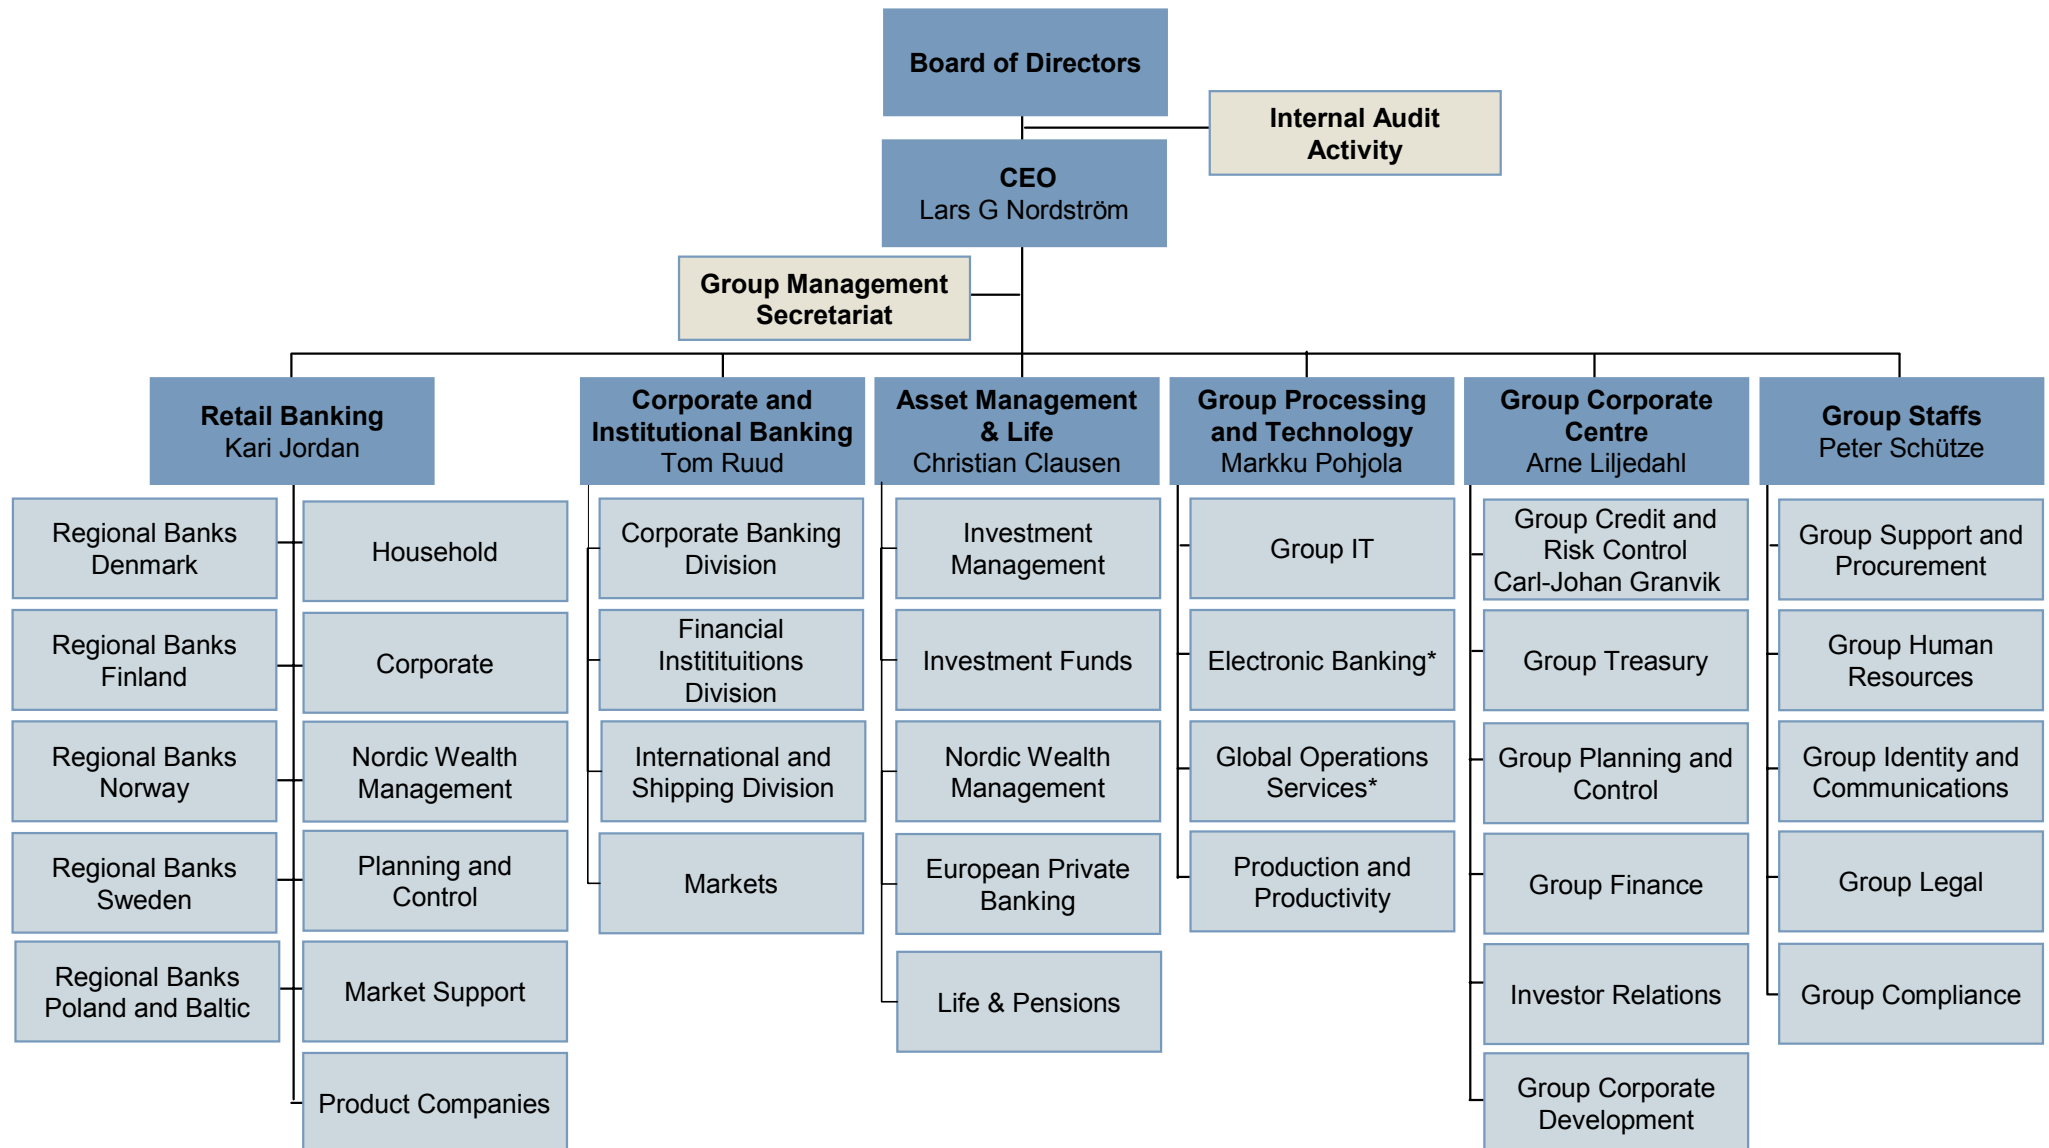 Board of Directors
Internal Audit
Activity
CEO
Lars G Nordström
Group Management
Secretariat
Retail Banking
Kari Jordan
Regional Banks
Denmark
Regional Banks
Finland
Regional Banks
Norway
Regional Banks
Sweden
Regional Banks
Poland and Baltic
Household
Corporate
Nordic Wealth
Management
Planning and
Control
Market Support
Product Companies
Corporate and
Institutional Banking
Tom Ruud
Corporate Banking
Division
Financial
Instititutions
Division
International and
Shipping Division
Markets
Asset Management
& Life
Christian Clausen
Investment
Management
Investment Funds
Nordic Wealth
Management
European Private
Banking
Life & Pensions
Group Processing
and Technology
Markku Pohjola
Group IT
Electronic Banking*
Global Operations
Services*
Production and
Productivity
Group Corporate
Centre
Arne Liljedahl
Group Credit and
Risk Control
Carl-Johan Granvik
Group Treasury
Group Planning and
Control
Group Finance
Investor Relations
Group Corporate
Development
Group Staffs
Peter Schütze
Group Support and
Procurement
Group Human
Resources
Group Identity and
Communications
Group Legal
Group Compliance